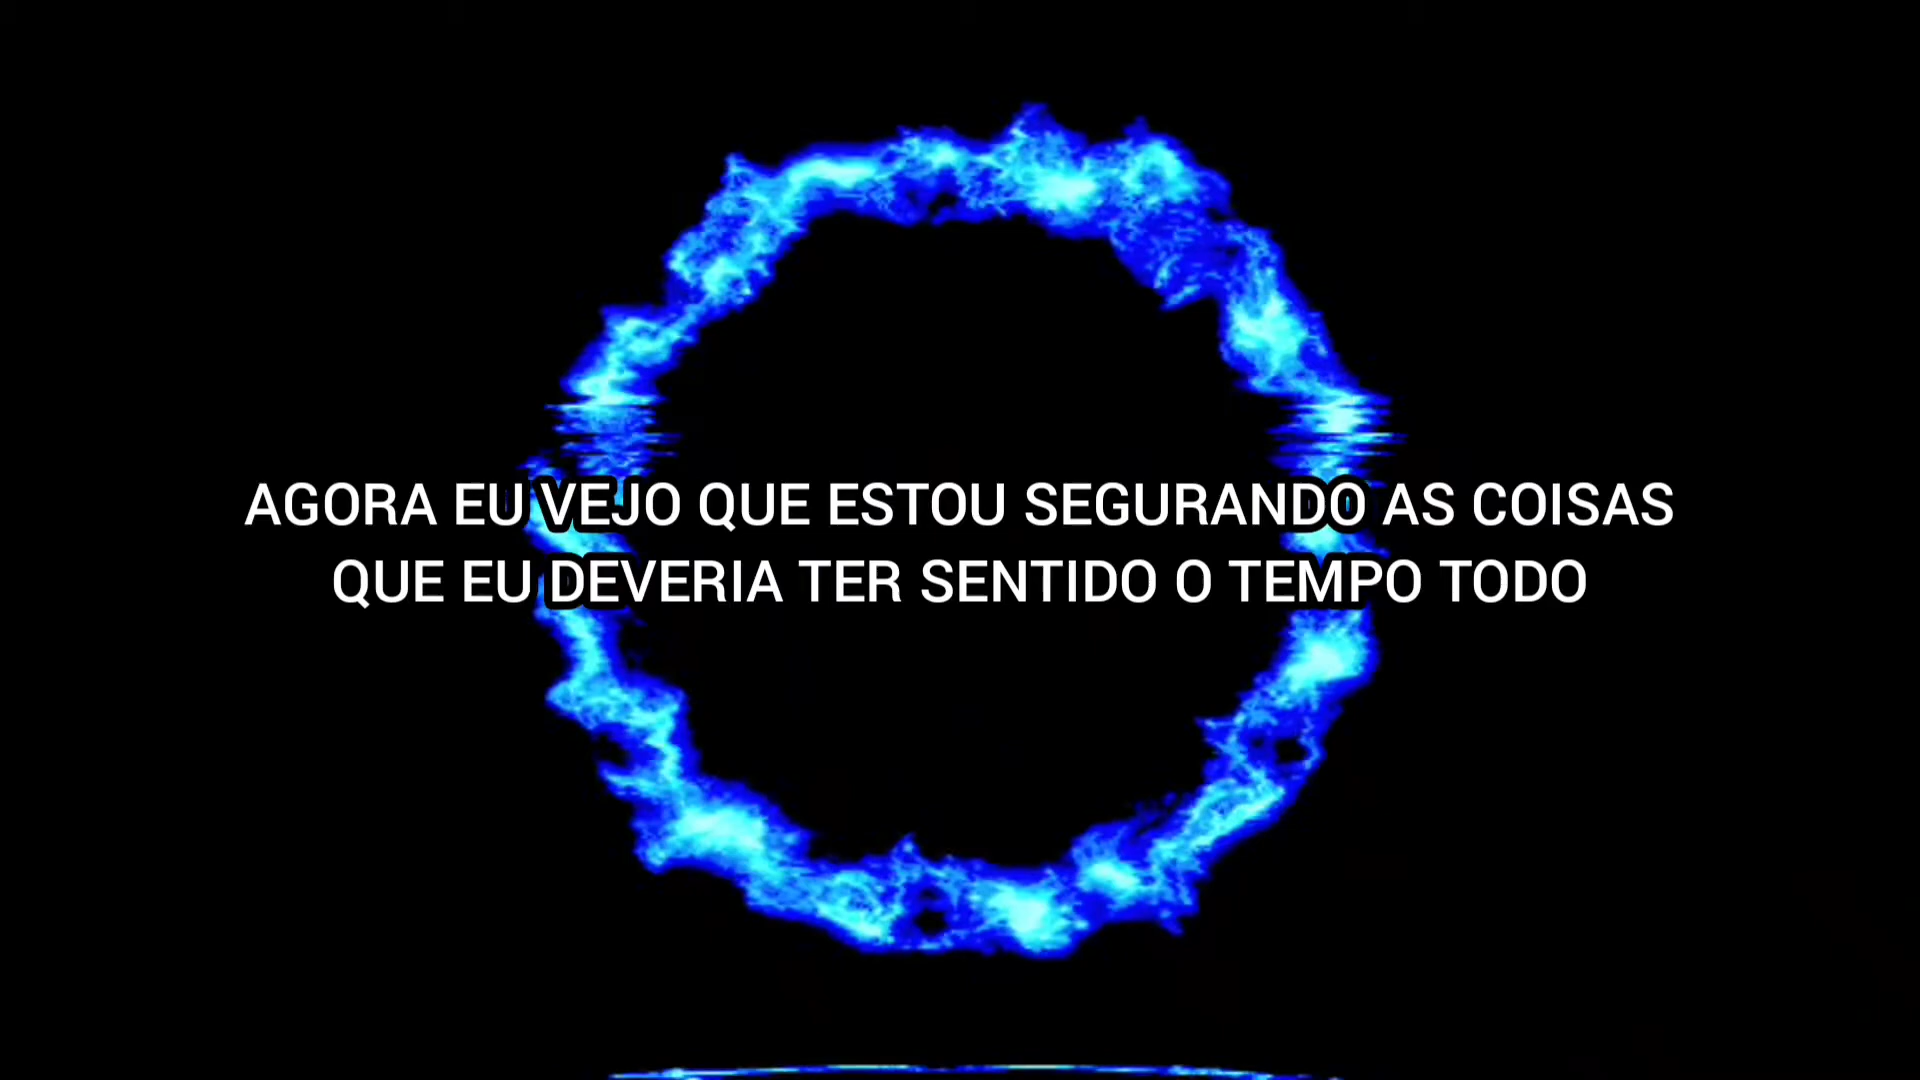 AGORA EU VEJO QUE ESTOU SEGURANDO AS COISAS
QUE EU DEVERIA TER SENTIDO O TEMPO TODO